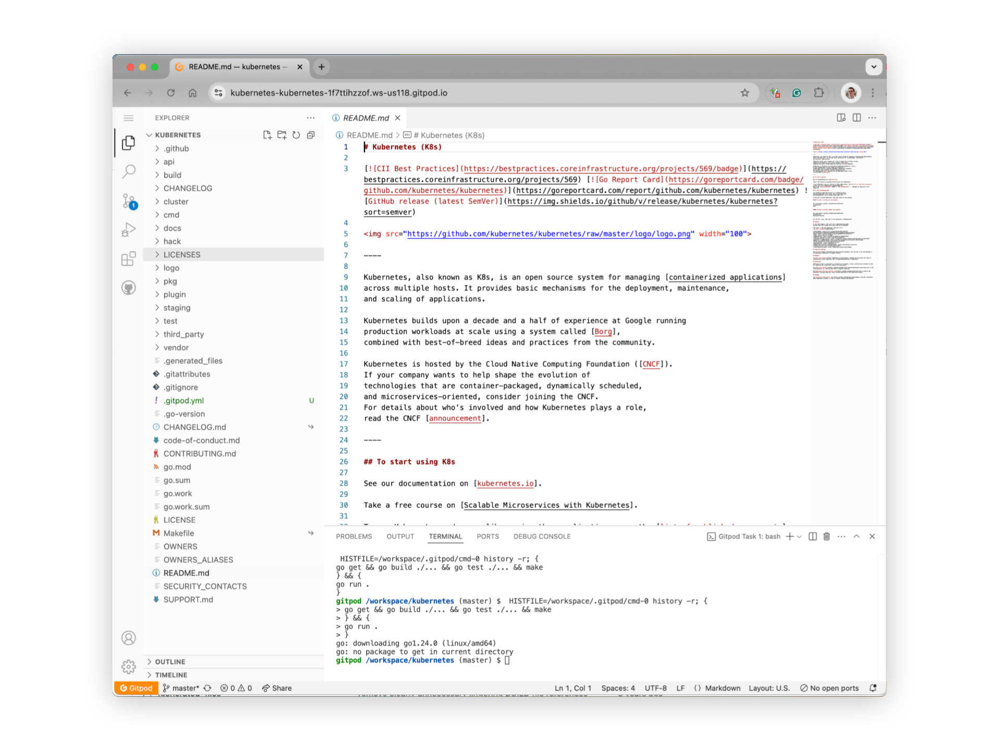 README.md — kubernetes —
kubernetes-kubernetes-1f7ttihzzof.ws-us118.gitpod.io
EXPLORER
KUBERNETES
.github
api
build
CHANGELOG
cluster
cmd
docs
hack
LICENSES
logo
pkg
plugin
staging
test
third_party
vendor
.generated_files
.gitattributes
.gitignore
.gitpod.yml U
.go-version
CHANGELOG.md
code-of-conduct.md
CONTRIBUTING.md
go.mod
go.sum
go.work
go.work.sum
LICENSE
Makefile
OWNERS
OWNERS_ALIASES
README.md
SECURITY_CONTACTS
SUPPORT.md
OUTLINE
TIMELINE
1
README.md
README.md > # Kubernetes (K8s)
1 # Kubernetes (K8s)
2
3 [![CII Best Practices](https://bestpractices.coreinfrastructure.org/projects/569/badge)](https://
bestpractices.coreinfrastructure.org/projects/569) [![Go Report Card](https://goreportcard.com/badge/
github.com/kubernetes/kubernetes)](https://goreportcard.com/report/github.com/kubernetes/kubernetes) !
[GitHub release (latest SemVer)](https://img.shields.io/github/v/release/kubernetes/kubernetes?
sort=semver)
4
5 <img src="https://github.com/kubernetes/kubernetes/raw/master/logo/logo.png" width="100">
6
7 ----
8
9 Kubernetes, also known as K8s, is an open source system for managing [containerized applications]
10 across multiple hosts. It provides basic mechanisms for the deployment, maintenance,
11 and scaling of applications.
12
13 Kubernetes builds upon a decade and a half of experience at Google running
14 production workloads at scale using a system called [Borg],
15 combined with best-of-breed ideas and practices from the community.
16
17 Kubernetes is hosted by the Cloud Native Computing Foundation ([CNCF]).
18 If your company wants to help shape the evolution of
19 technologies that are container-packaged, dynamically scheduled,
20 and microservices-oriented, consider joining the CNCF.
21 For details about who's involved and how Kubernetes plays a role,
22 read the CNCF [announcement].
23
24 ----
25
26 ## To start using K8s
27
28 See our documentation on [kubernetes.io].
29
30 Take a free course on [Scalable Microservices with Kubernetes].
31
PROBLEMS OUTPUT TERMINAL PORTS DEBUG CONSOLE Gitpod Task 1: bash
HISTFILE=/workspace/.gitpod/cmd-0 history -r; {
go get && go build ./... && go test ./... && make
} && {
go run .
}
gitpod /workspace/kubernetes (master) $  HISTFILE=/workspace/.gitpod/cmd-0 history -r; {
> go get && go build ./... && go test ./... && make
> } && {
> go run .
> }
go: downloading go1.24.0 (linux/amd64)
go: no package to get in current directory
gitpod /workspace/kubernetes (master) $
Gitpod master* 0 0 Share Ln 1, Col 1 Spaces: 4 UTF-8 LF {} Markdown Layout: U.S. No open ports